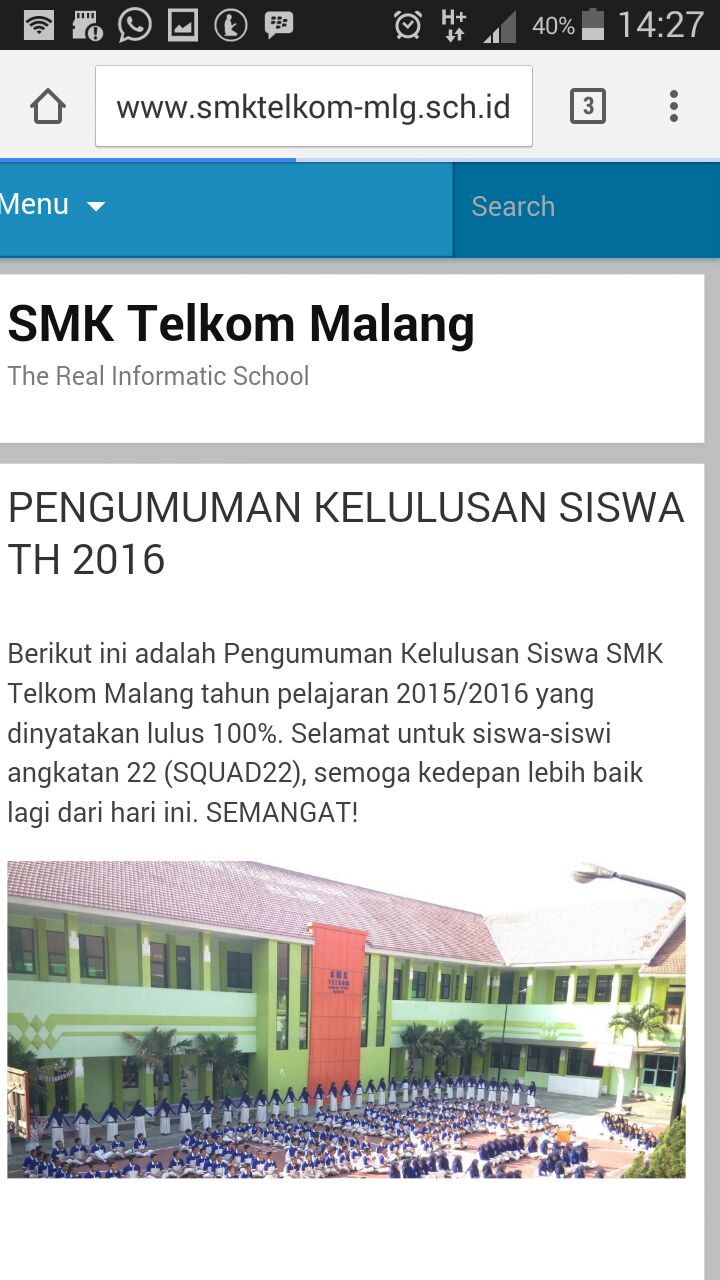 H+
40%
14:27
www.smktelkom-mlg.sch.id
3
Menu
Search
SMK Telkom Malang
The Real Informatic School
PENGUMUMAN KELULUSAN SISWA
TH 2016
Berikut ini adalah Pengumuman Kelulusan Siswa SMK
Telkom Malang tahun pelajaran 2015/2016 yang
dinyatakan lulus 100%. Selamat untuk siswa-siswi
angkatan 22 (SQUAD22), semoga kedepan lebih baik
lagi dari hari ini. SEMANGAT!
SMK
TELKOM